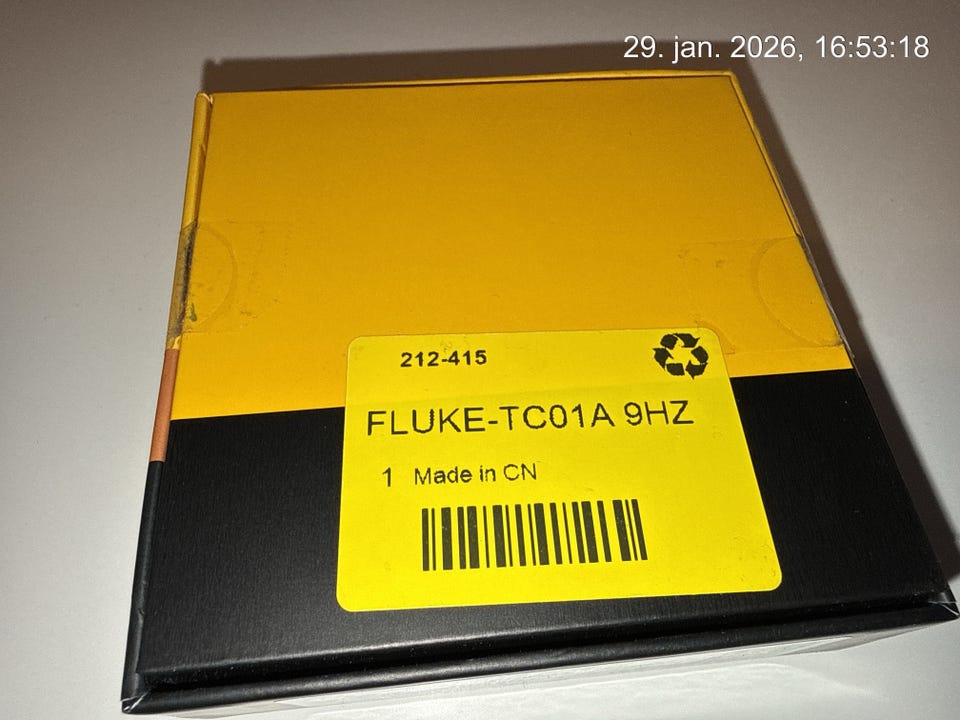 29. jan. 2026, 16:53:18
212-415
FLUKE-TC01A 9HZ
1 Made in CN